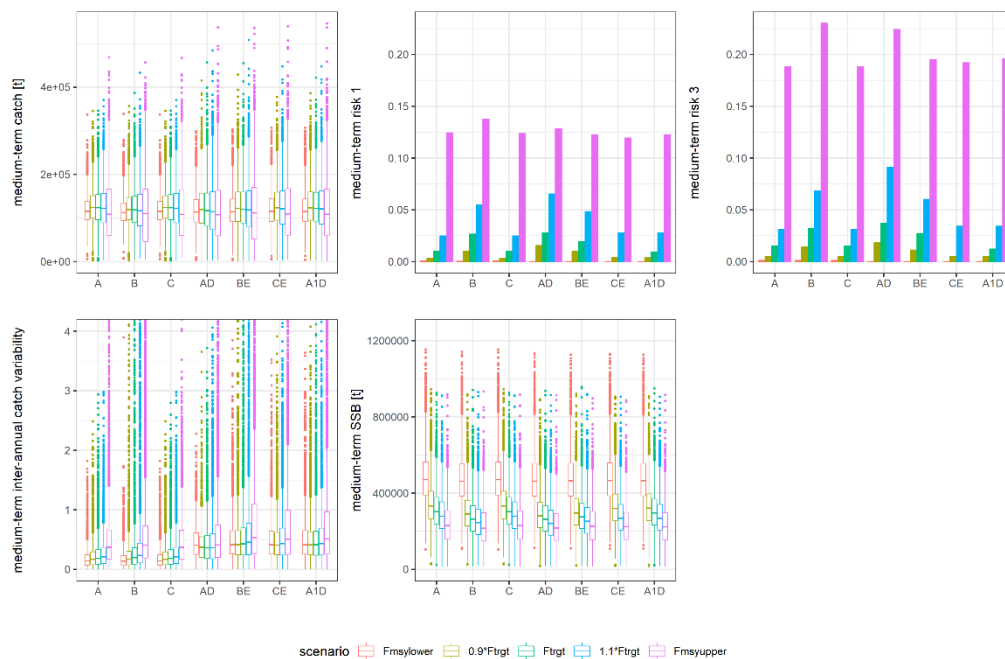 medium-term catch [t]
4e+05
2e+05
0e+00
A B C AD BE CE A1D
medium-term risk 1
0.20
0.15
0.10
0.05
0.00
A B C AD BE CE A1D
medium-term risk 3
0.20
0.15
0.10
0.05
0.00
A B C AD BE CE A1D
medium-term inter-annual catch variability
4
3
2
1
0
A B C AD BE CE A1D
medium-term SSB [t]
1200000
800000
400000
0
A B C AD BE CE A1D
scenario Fmsylower 0.9*Ftrgt Ftrgt 1.1*Ftrgt Fmsyupper